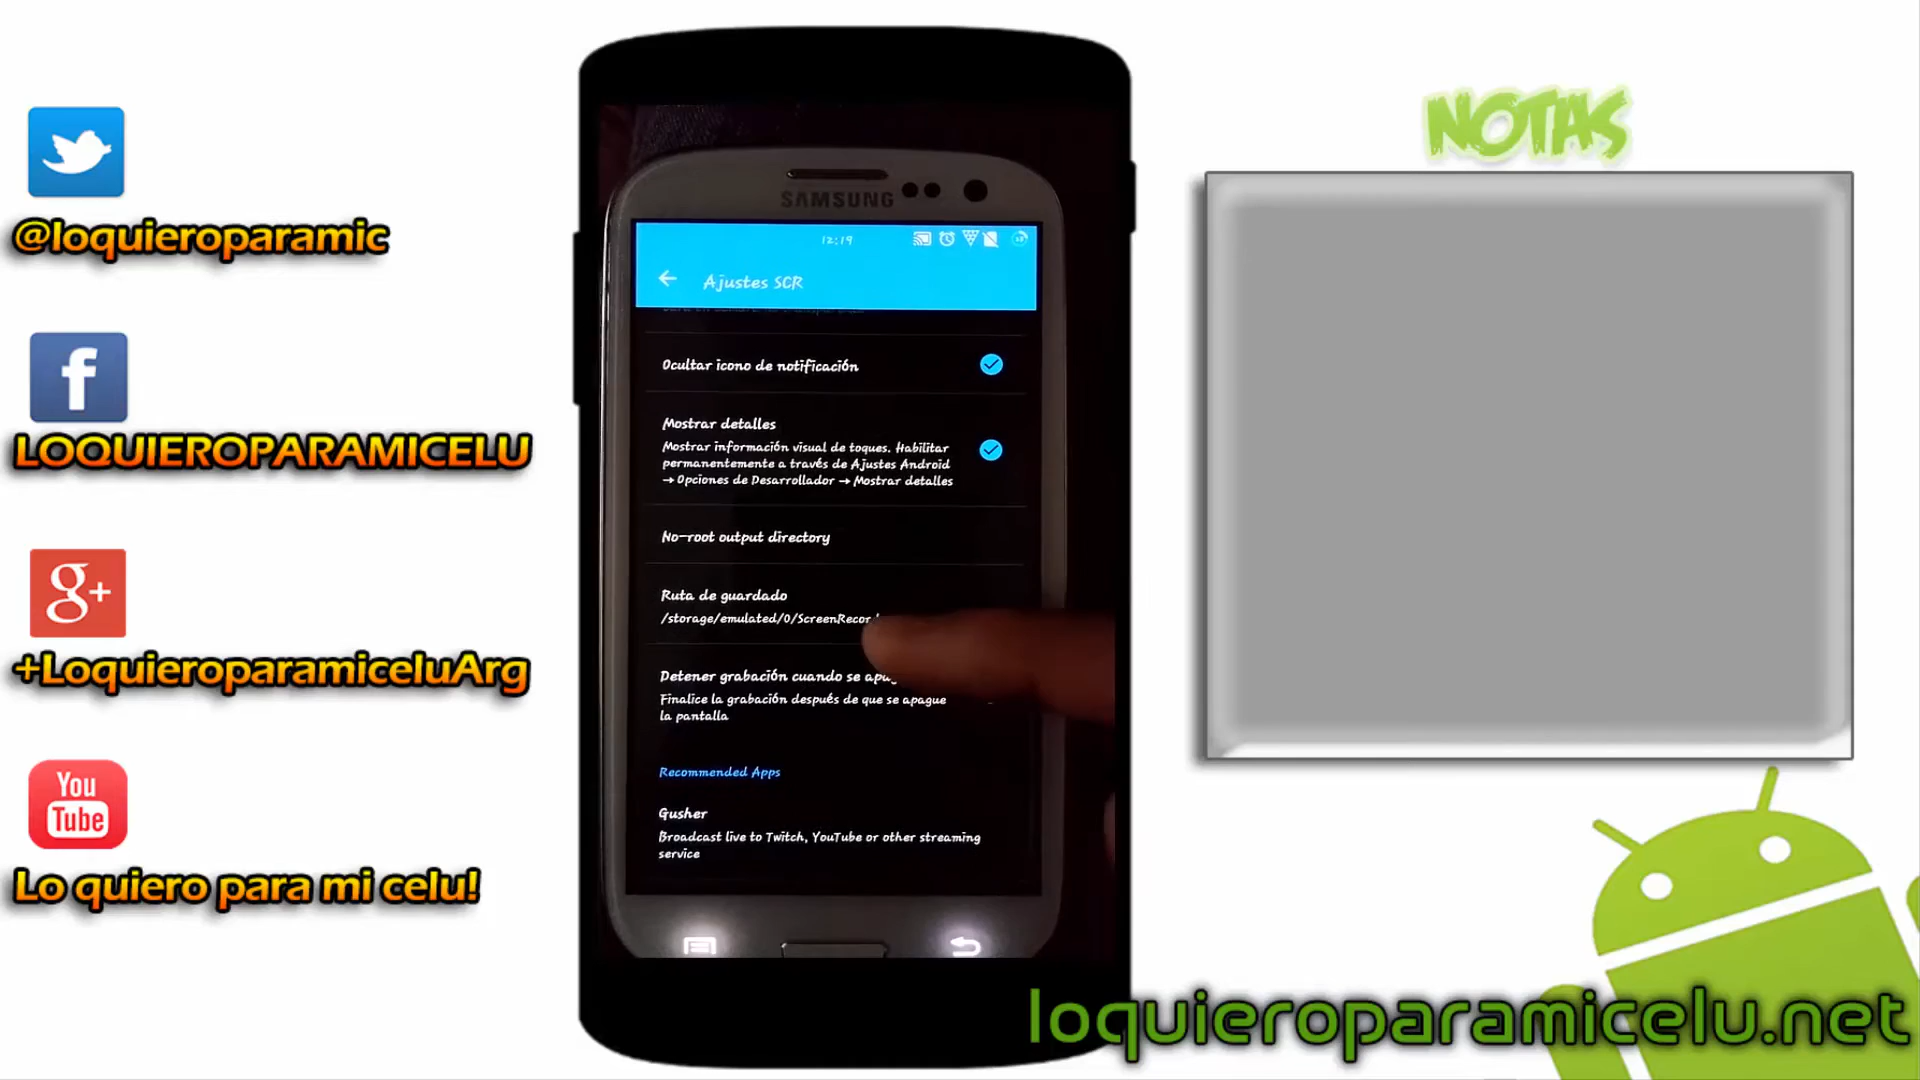 @loquieroparamic
f
LOQUIEROPARAMICELU
g+
+LoquieroparamiceluArg
You
Tube
Lo quiero para mi celu!
SAMSUNG
12:19
Ajustes SCR
Ocultar icono de notificación
Mostrar detalles
Mostrar información visual de toques. Habilitar
permanentemente a través de Ajustes Android
→ Opciones de Desarrollador → Mostrar detalles
No-root output directory
Ruta de guardado
/storage/emulated/0/ScreenRecor
Detener grabación cuando se apag
Finalice la grabación después de que se apague
la pantalla
Recommended Apps
Gusher
Broadcast live to Twitch, YouTube or other streaming
service
NOTAS
loquieroparamicelu.net